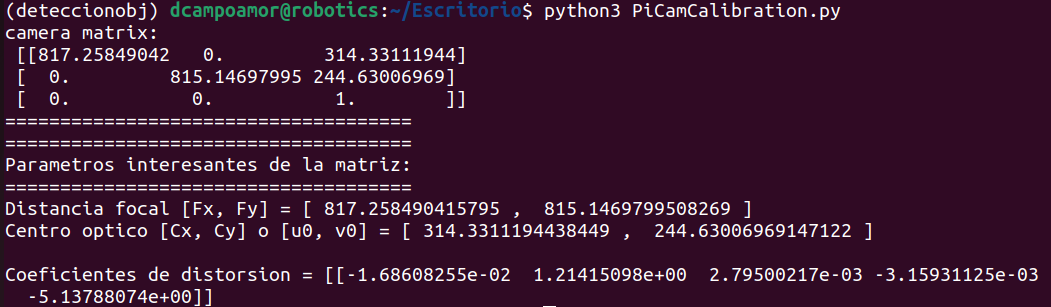 (deteccionobj) dcampoamor@robotics:~/Escritorio$ python3 PiCamCalibration.py
camera matrix:
 [[817.25849042   0.         314.33111944]
 [  0.         815.14697995 244.63006969]
 [  0.           0.           1.        ]]
=====================================
=====================================
Parametros interesantes de la matriz:
=====================================
Distancia focal [Fx, Fy] = [ 817.258490415795 ,  815.1469799508269 ]
Centro optico [Cx, Cy] o [u0, v0] = [ 314.3311194438449 ,  244.63006969147122 ]

Coeficientes de distorsion = [[-1.68608255e-02  1.21415098e+00  2.79500217e-03 -3.15931125e-03
  -5.13788074e+00]]